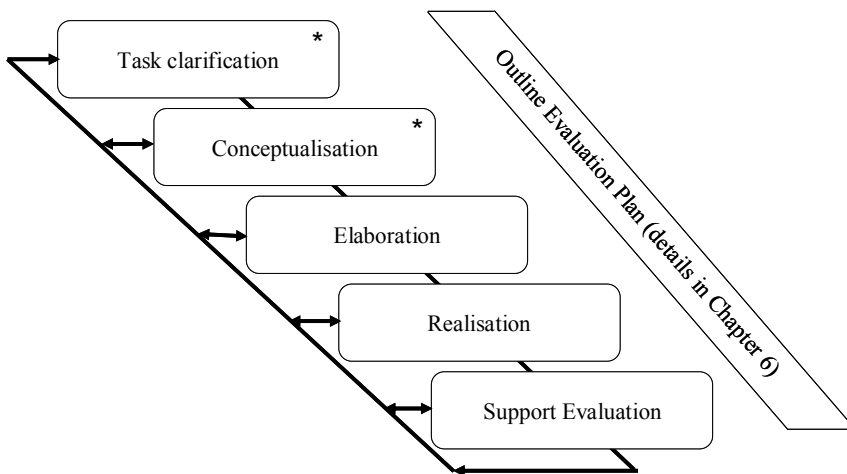 Task clarification *
Conceptualisation *
Elaboration
Realisation
Support Evaluation
Outline Evaluation Plan (details in Chapter 6)